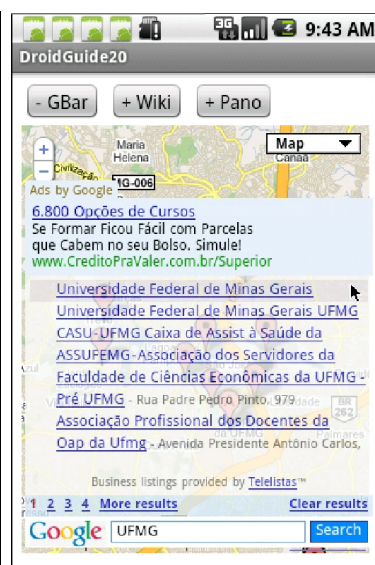 3G
9:43 AM
DroidGuide20
- GBar
+ Wiki
+ Pano
+
Maria
Helena
Map
Canaã
−
MG-006
Ads by Google
6.800 Opções de Cursos
Se Formar Ficou Fácil com Parcelas
que Cabem no seu Bolso. Simule!
www.CreditoPraValer.com.br/Superior
Universidade Federal de Minas Gerais
Universidade Federal de Minas Gerais UFMG
CASU-UFMG Caixa de Assist à Saúde da
ASSUFEMG-Associação dos Servidores da
Faculdade de Ciências Econômicas da UFMG -
Pré UFMG - Rua Padre Pedro Pinto, 979
BR
262
Associação Profissional dos Docentes da
Oap da Ufmg - Avenida Presidente Antônio Carlos,
Palmares
Business listings provided by Telelistas™
1 2 3 4 More results
Clear results
Google
UFMG
Search